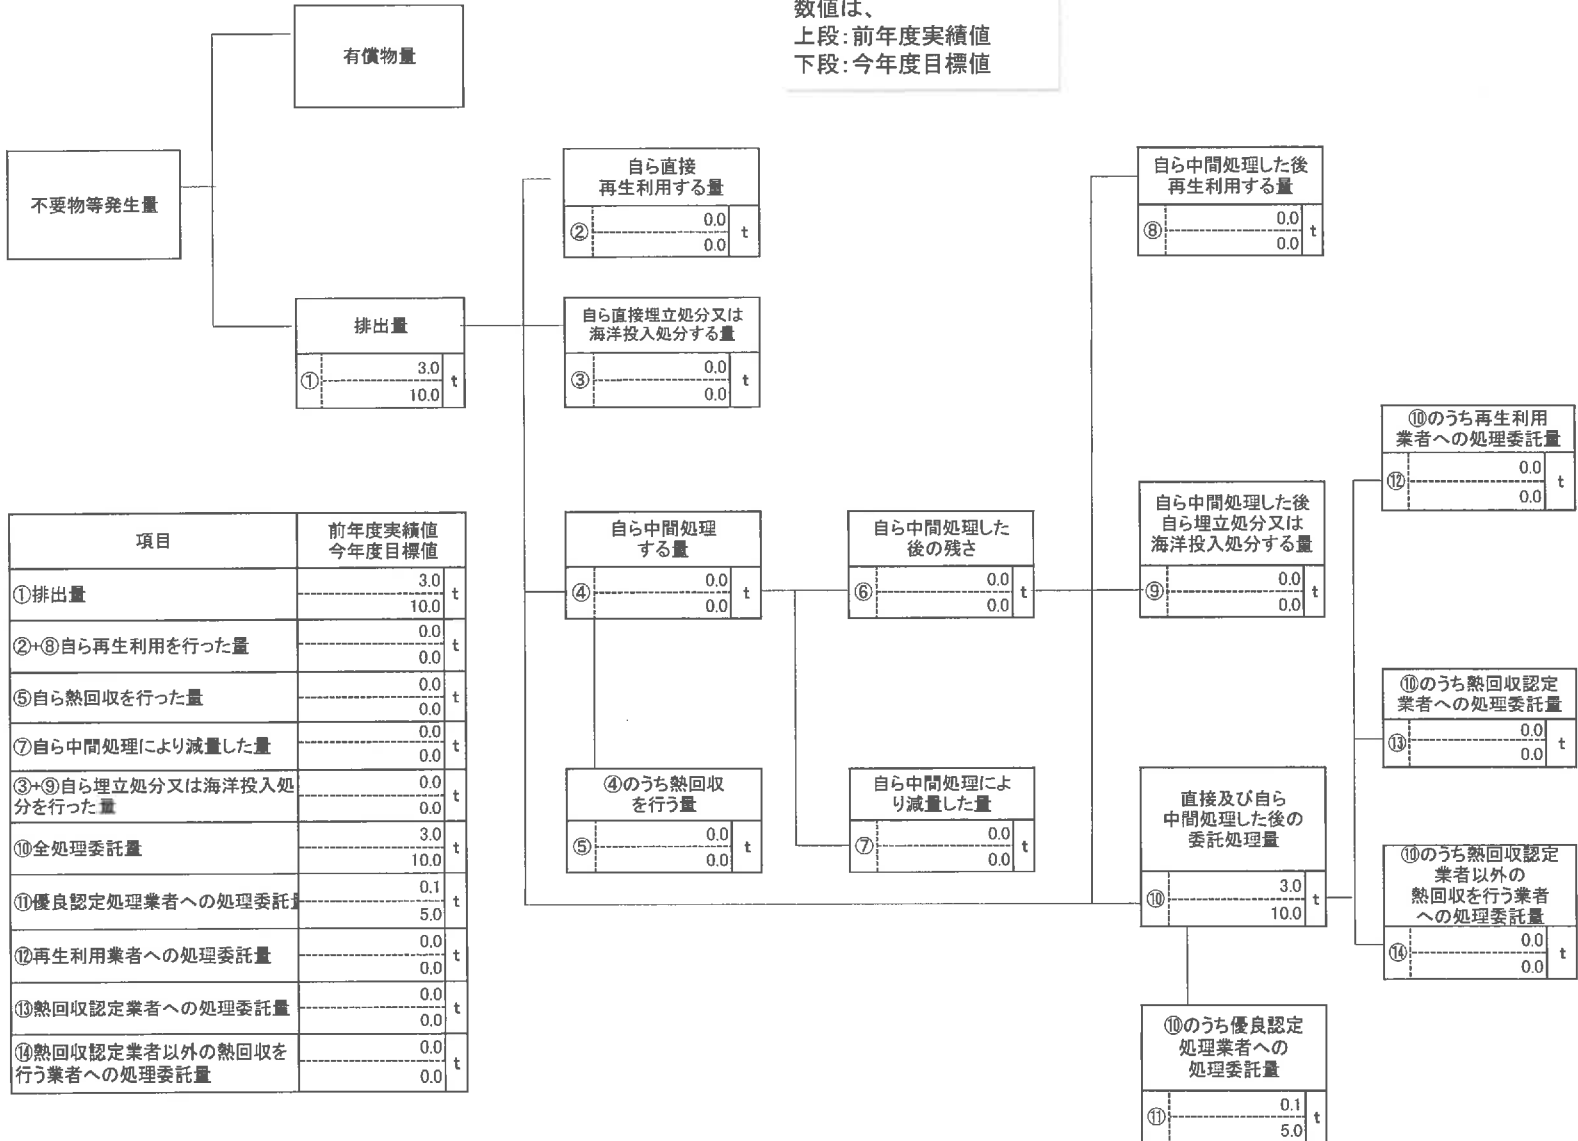 数値は、
上段:前年度実績値
下段:今年度目標値
有償物量
不要物等発生量
排出量
① 3.0 t
10.0
自ら直接
再生利用する量
② 0.0 t
0.0
自ら直接埋立処分又は
海洋投入処分する量
③ 0.0 t
0.0
自ら中間処理
する量
④ 0.0 t
0.0
④のうち熱回収
を行う量
⑤ 0.0 t
0.0
自ら中間処理した
後の残さ
⑥ 0.0 t
0.0
自ら中間処理によ
り減量した量
⑦ 0.0 t
0.0
自ら中間処理した後
再生利用する量
⑧ 0.0 t
0.0
自ら中間処理した後
自ら埋立処分又は
海洋投入処分する量
⑨ 0.0 t
0.0
直接及び自ら
中間処理した後の
委託処理量
⑩ 3.0 t
10.0
⑩のうち優良認定
処理業者への
処理委託量
⑪ 0.1 t
5.0
⑩のうち再生利用
業者への処理委託量
⑫ 0.0 t
0.0
⑩のうち熱回収認定
業者への処理委託量
⑬ 0.0 t
0.0
⑩のうち熱回収認定
業者以外の
熱回収を行う業者
への処理委託量
⑭ 0.0 t
0.0
項目 前年度実績値
今年度目標値
①排出量 3.0 t
10.0
②+⑧自ら再生利用を行った量 0.0 t
0.0
⑤自ら熱回収を行った量 0.0 t
0.0
⑦自ら中間処理により減量した量 0.0 t
0.0
③+⑨自ら埋立処分又は海洋投入処 0.0 t
分を行った量 0.0
⑩全処理委託量 3.0 t
10.0
⑪優良認定処理業者への処理委託 0.1 t
5.0
⑫再生利用業者への処理委託量 0.0 t
0.0
⑬熱回収認定業者への処理委託量 0.0 t
0.0
⑭熱回収認定業者以外の熱回収を 0.0 t
行う業者への処理委託量 0.0